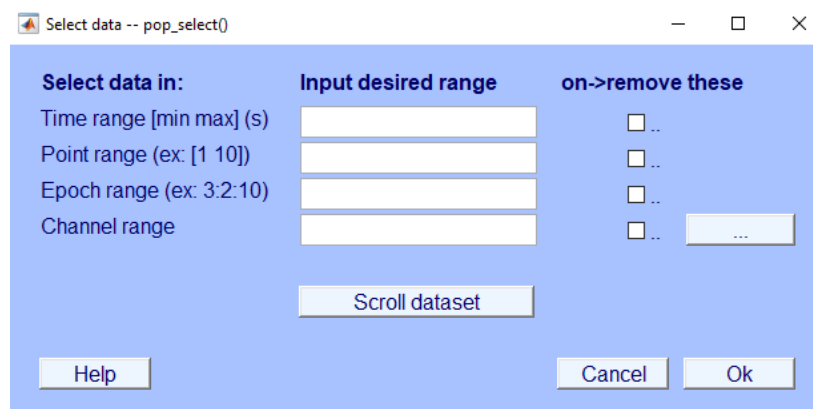 Select data -- pop_select()
Select data in: Input desired range on->remove these
Time range [min max] (s) ..
Point range (ex: [1 10]) ..
Epoch range (ex: 3:2:10) ..
Channel range .. ...
Scroll dataset
Help Cancel Ok